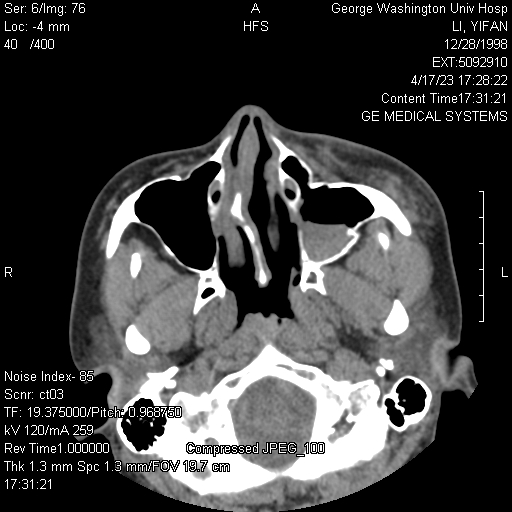 Ser: 6/Img: 76
Loc: -4 mm
40 /400
A
HFS
George Washington Univ Hosp
LI, YIFAN
12/28/1998
EXT:5092910
4/17/23 17:28:22
Content Time17:31:21
GE MEDICAL SYSTEMS
R
L
Noise Index- 85
Scnr: ct03
TF: 19.375000/Pitch: 0.968750
kV 120/mA 259
Rev Time1.000000
Compressed JPEG_100
Thk 1.3 mm Spc 1.3 mm/FOV 19.7 cm
17:31:21